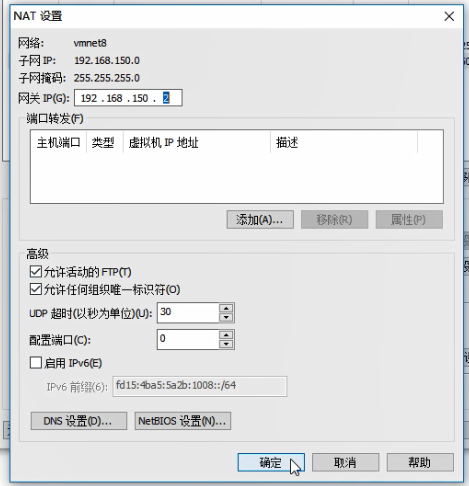 NAT 设置
网络: vmnet8
子网 IP: 192.168.150.0
子网掩码: 255.255.255.0
网关 IP(G): 192 . 168 . 150 . 2
端口转发(F)
主机端口 类型 虚拟机 IP 地址 描述
添加(A)... 移除(R) 属性(P)
高级
允许活动的 FTP(T)
允许任何组织唯一标识符(O)
UDP 超时(以秒为单位)(U): 30
配置端口(C): 0
启用 IPv6(E)
IPv6 前缀(6): fd15:4ba5:5a2b:1008::/64
DNS 设置(D)... NetBIOS 设置(N)...
确定 取消 帮助